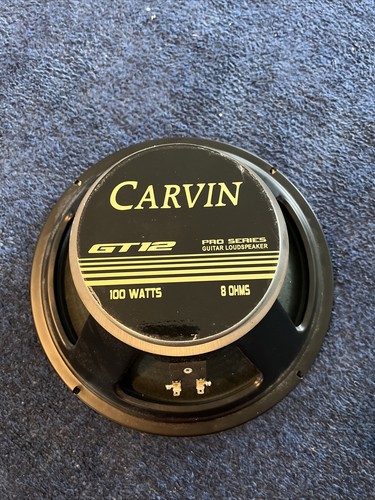 CARVIN
GT12
PRO SERIES
GUITAR LOUDSPEAKER
100 WATTS
8 OHMS